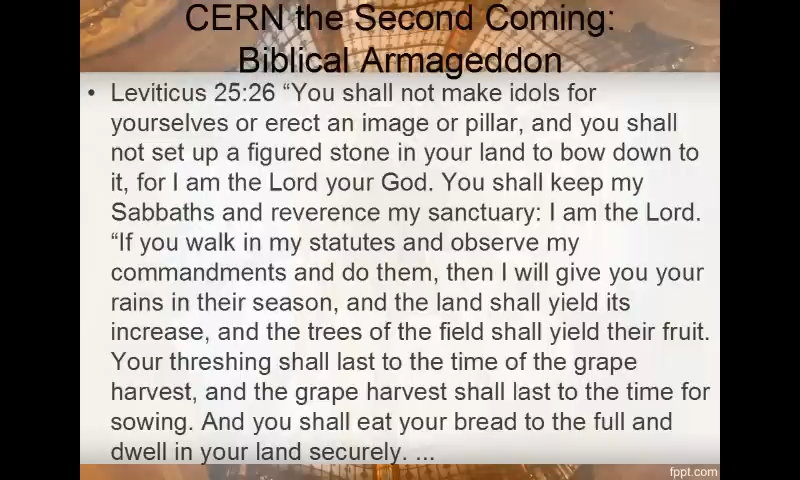 CERN the Second Coming:
Biblical Armageddon
• Leviticus 25:26 “You shall not make idols for
yourselves or erect an image or pillar, and you shall
not set up a figured stone in your land to bow down to
it, for I am the Lord your God. You shall keep my
Sabbaths and reverence my sanctuary: I am the Lord.
“If you walk in my statutes and observe my
commandments and do them, then I will give you your
rains in their season, and the land shall yield its
increase, and the trees of the field shall yield their fruit.
Your threshing shall last to the time of the grape
harvest, and the grape harvest shall last to the time for
sowing. And you shall eat your bread to the full and
dwell in your land securely. ...
fppt.com